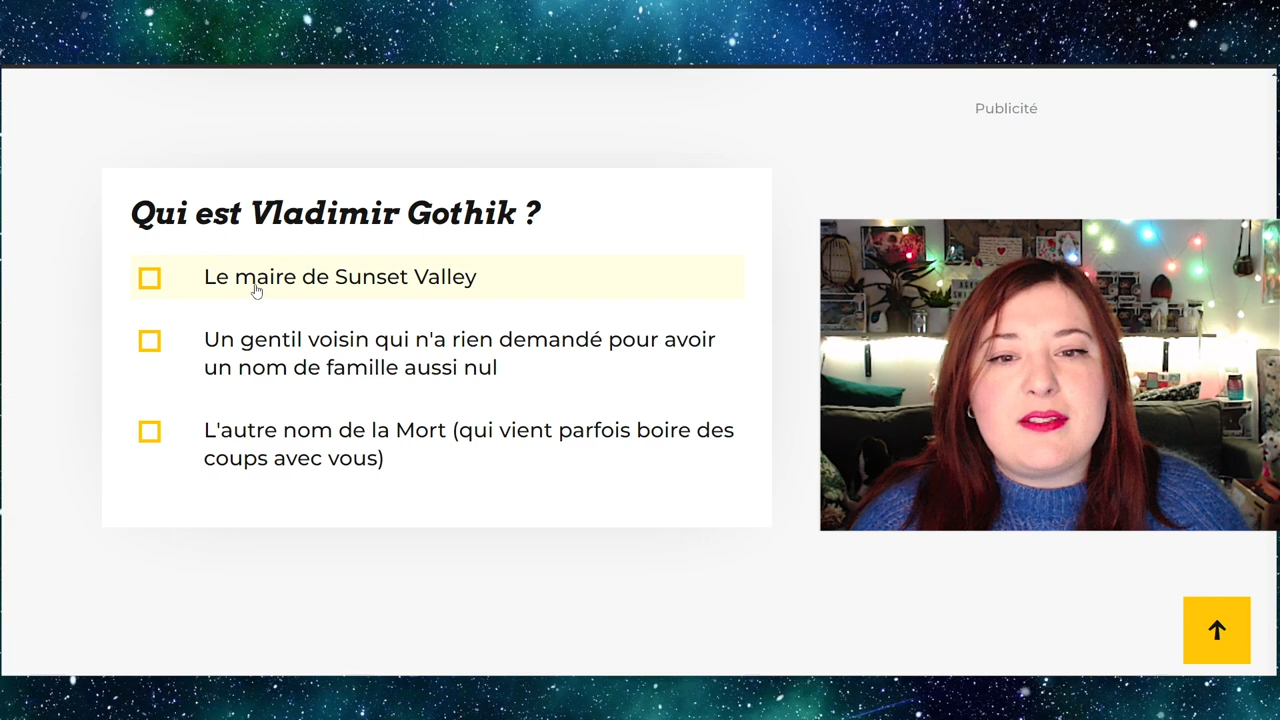 Publicité
Qui est Vladimir Gothik ?
Le maire de Sunset Valley
Un gentil voisin qui n'a rien demandé pour avoir
un nom de famille aussi nul
L'autre nom de la Mort (qui vient parfois boire des
coups avec vous)